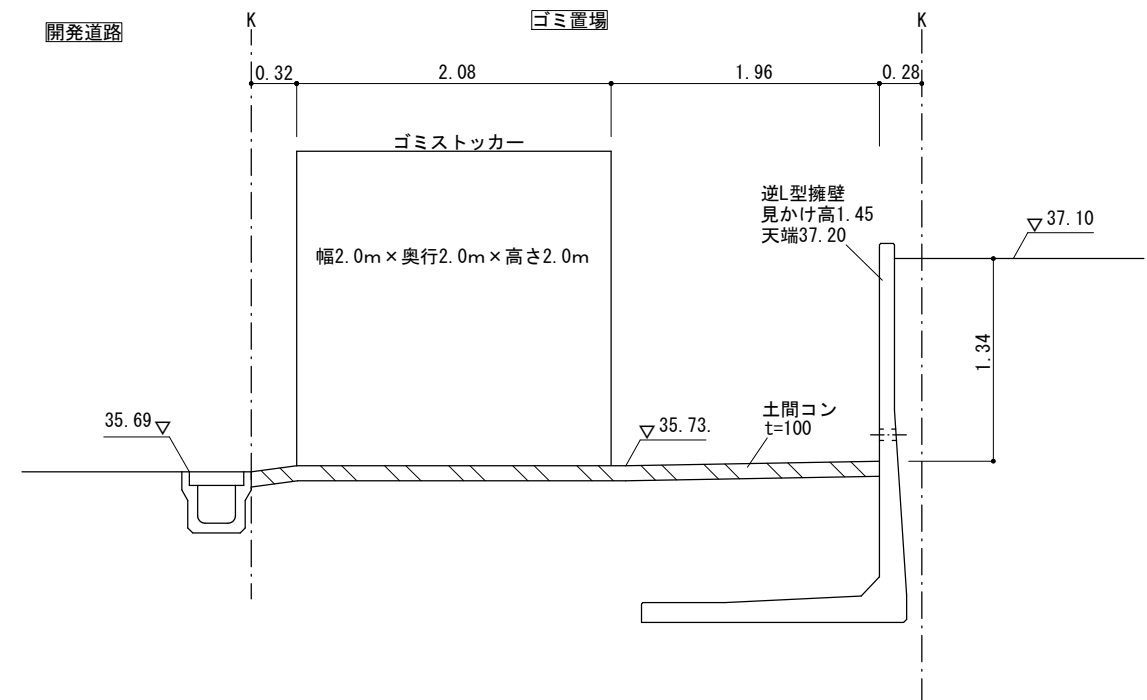 開発道路
K
ゴミ置場
K
0.32
2.08
1.96
0.28
ゴミストッカー
幅2.0m×奥行2.0m×高さ2.0m
逆L型擁壁
見かけ高1.45
天端37.20
▽37.10
1.34
35.69▽
▽35.73.
土間コン
t=100